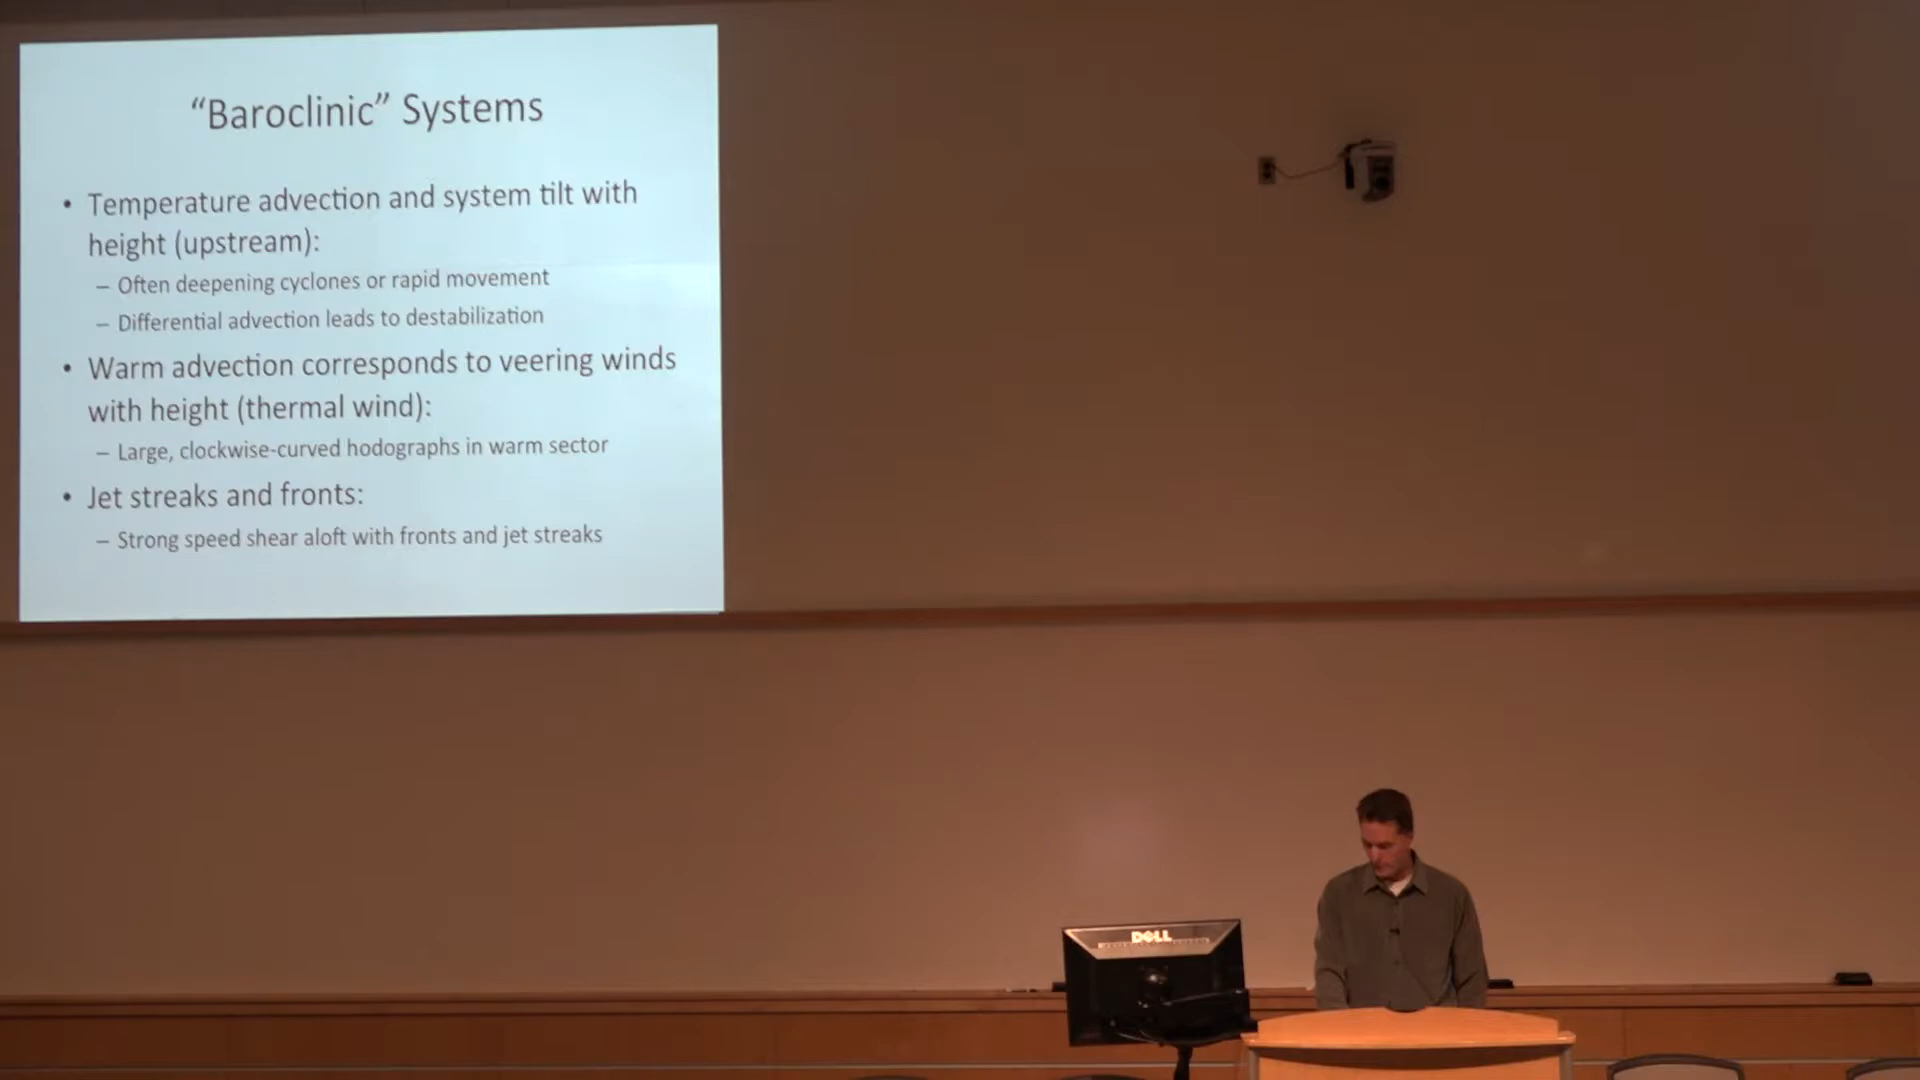 “Baroclinic” Systems
• Temperature advection and system tilt with
height (upstream):
– Often deepening cyclones or rapid movement
– Differential advection leads to destabilization
• Warm advection corresponds to veering winds
with height (thermal wind):
– Large, clockwise-curved hodographs in warm sector
• Jet streaks and fronts:
– Strong speed shear aloft with fronts and jet streaks
DELL